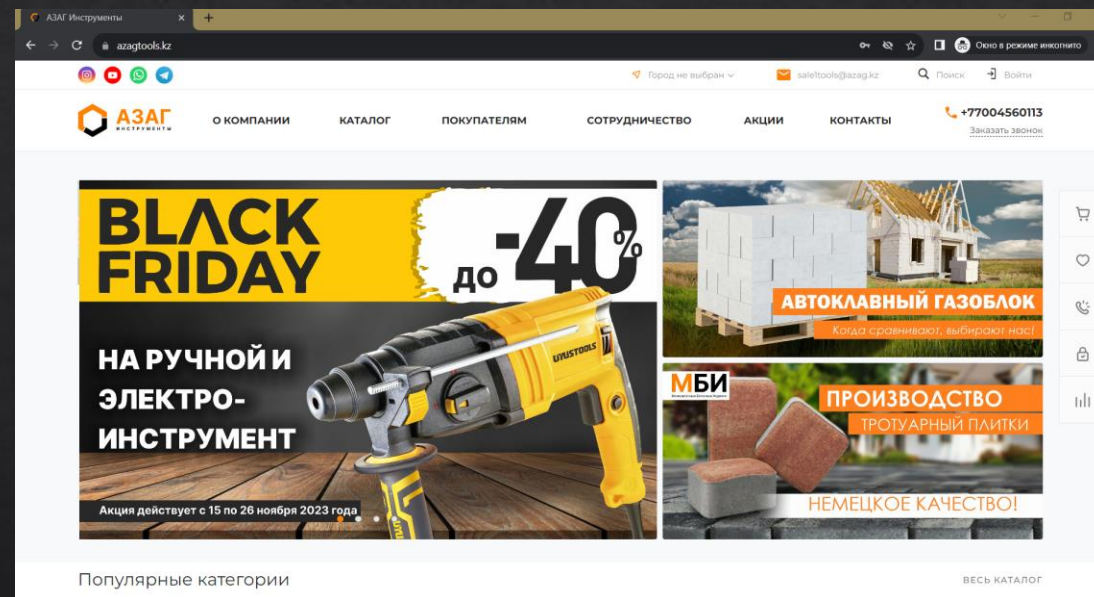 АЗАГ Инструменты
azagtools.kz
Окно в режиме инкогнито
Город не выбран
saleltools@azag.kz
Поиск
Войти
АЗАГ
ИНСТРУМЕНТЫ
О КОМПАНИИ
КАТАЛОГ
ПОКУПАТЕЛЯМ
СОТРУДНИЧЕСТВО
АКЦИИ
КОНТАКТЫ
+77004560113
Заказать звонок
BLACK
FRIDAY
до -40%
НА РУЧНОЙ И
ЭЛЕКТРО-
ИНСТРУМЕНТ
UYUSTOOLS
Акция действует с 15 по 26 ноября 2023 года
АВТОКЛАВНЫЙ ГАЗОБЛОК
Когда сравнивают, выбирают нас!
МБИ
ПРОИЗВОДСТВО
ТРОТУАРНЫЙ ПЛИТКИ
НЕМЕЦКОЕ КАЧЕСТВО!
Популярные категории
ВЕСЬ КАТАЛОГ